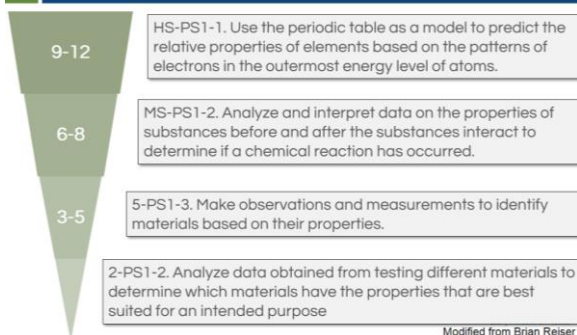 9-12
HS-PS1-1. Use the periodic table as a model to predict the
relative properties of elements based on the patterns of
electrons in the outermost energy level of atoms.
6-8
MS-PS1-2. Analyze and interpret data on the properties of
substances before and after the substances interact to
determine if a chemical reaction has occurred.
3-5
5-PS1-3. Make observations and measurements to identify
materials based on their properties.
2-PS1-2. Analyze data obtained from testing different materials to
determine which materials have the properties that are best
suited for an intended purpose
Modified from Brian Reiser